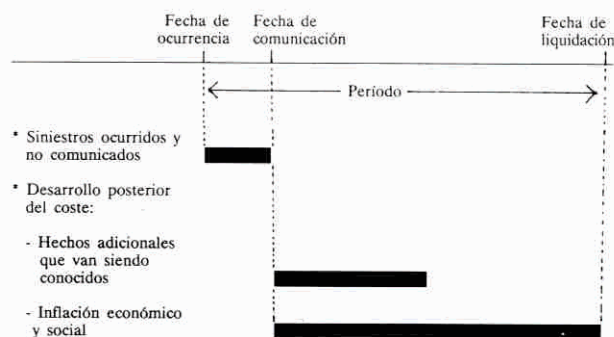 Fecha de ocurrencia
Fecha de comunicación
Fecha de liquidación
Período
* Siniestros ocurridos y
no comunicados
* Desarrollo posterior
del coste:
- Hechos adicionales
que van siendo
conocidos
- Inflación económico
y social